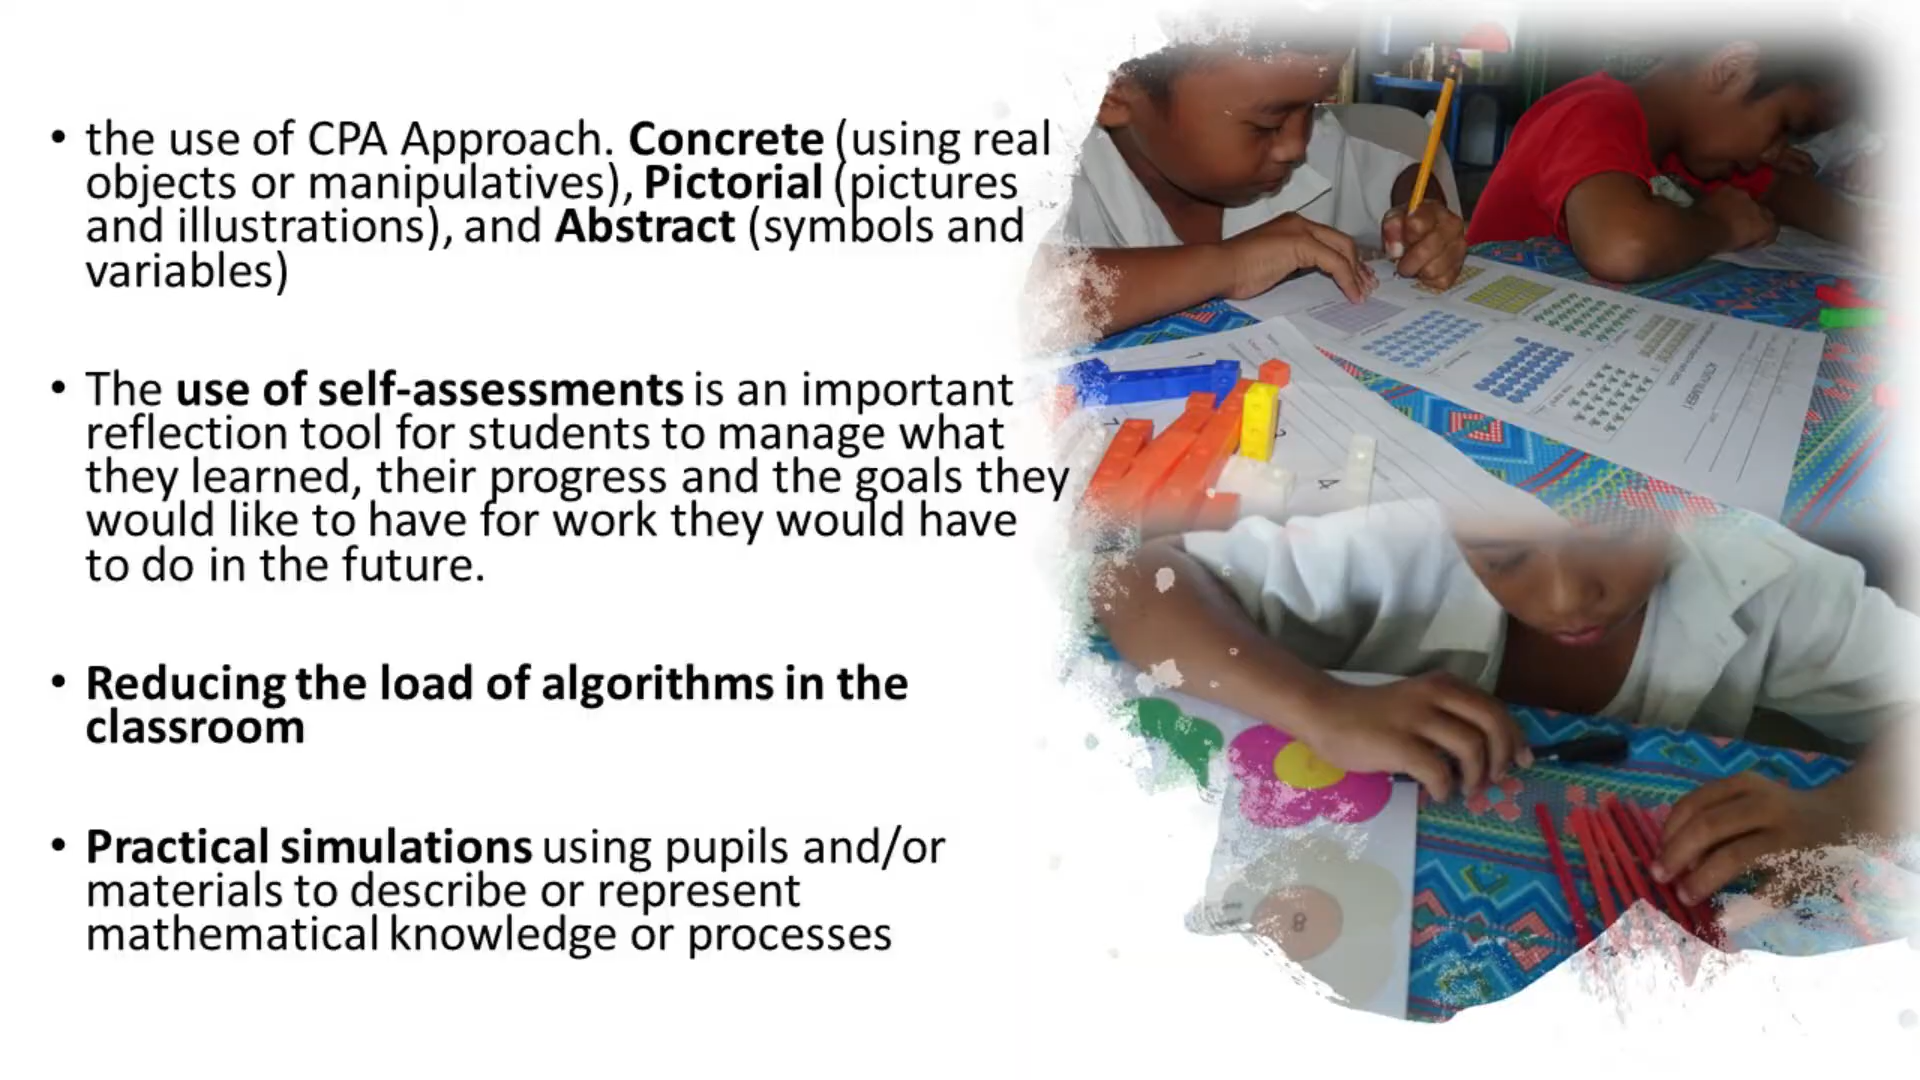 • the use of CPA Approach. Concrete (using real
objects or manipulatives), Pictorial (pictures
and illustrations), and Abstract (symbols and
variables)
• The use of self-assessments is an important
reflection tool for students to manage what
they learned, their progress and the goals they
would like to have for work they would have
to do in the future.
• Reducing the load of algorithms in the
classroom
• Practical simulations using pupils and/or
materials to describe or represent
mathematical knowledge or processes
4
8